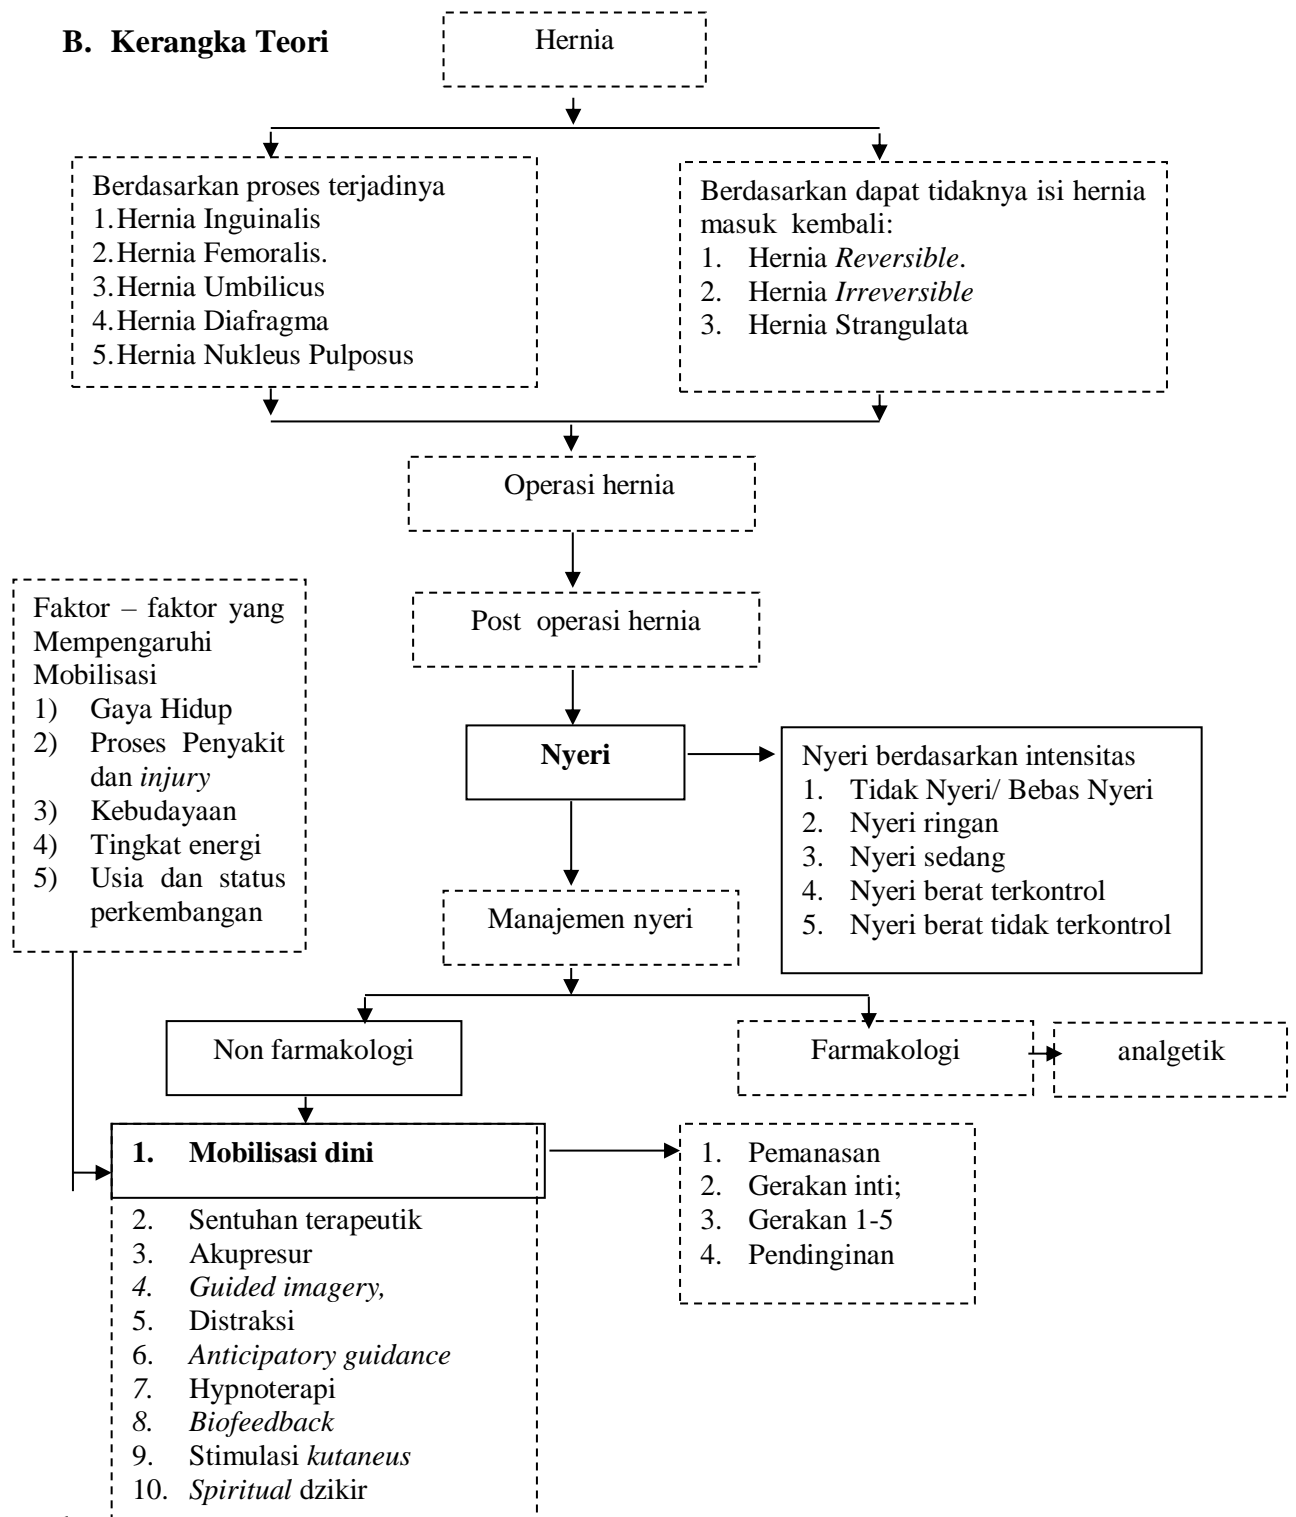 B. Kerangka Teori
Hernia
Berdasarkan proses terjadinya
1. Hernia Inguinalis
2. Hernia Femoralis.
3. Hernia Umbilicus
4. Hernia Diafragma
5. Hernia Nukleus Pulposus
Berdasarkan dapat tidaknya isi hernia
masuk kembali:
1. Hernia Reversible.
2. Hernia Irreversible
3. Hernia Strangulata
Operasi hernia
Post operasi hernia
Faktor – faktor yang
Mempengaruhi
Mobilisasi
1) Gaya Hidup
2) Proses Penyakit
dan injury
3) Kebudayaan
4) Tingkat energi
5) Usia dan status
perkembangan
Nyeri
Nyeri berdasarkan intensitas
1. Tidak Nyeri/ Bebas Nyeri
2. Nyeri ringan
3. Nyeri sedang
4. Nyeri berat terkontrol
5. Nyeri berat tidak terkontrol
Manajemen nyeri
Non farmakologi
Farmakologi
analgetik
1. Mobilisasi dini
2. Sentuhan terapeutik
3. Akupresur
4. Guided imagery,
5. Distraksi
6. Anticipatory guidance
7. Hypnoterapi
8. Biofeedback
9. Stimulasi kutaneus
10. Spiritual dzikir
1. Pemanasan
2. Gerakan inti;
3. Gerakan 1-5
4. Pendinginan